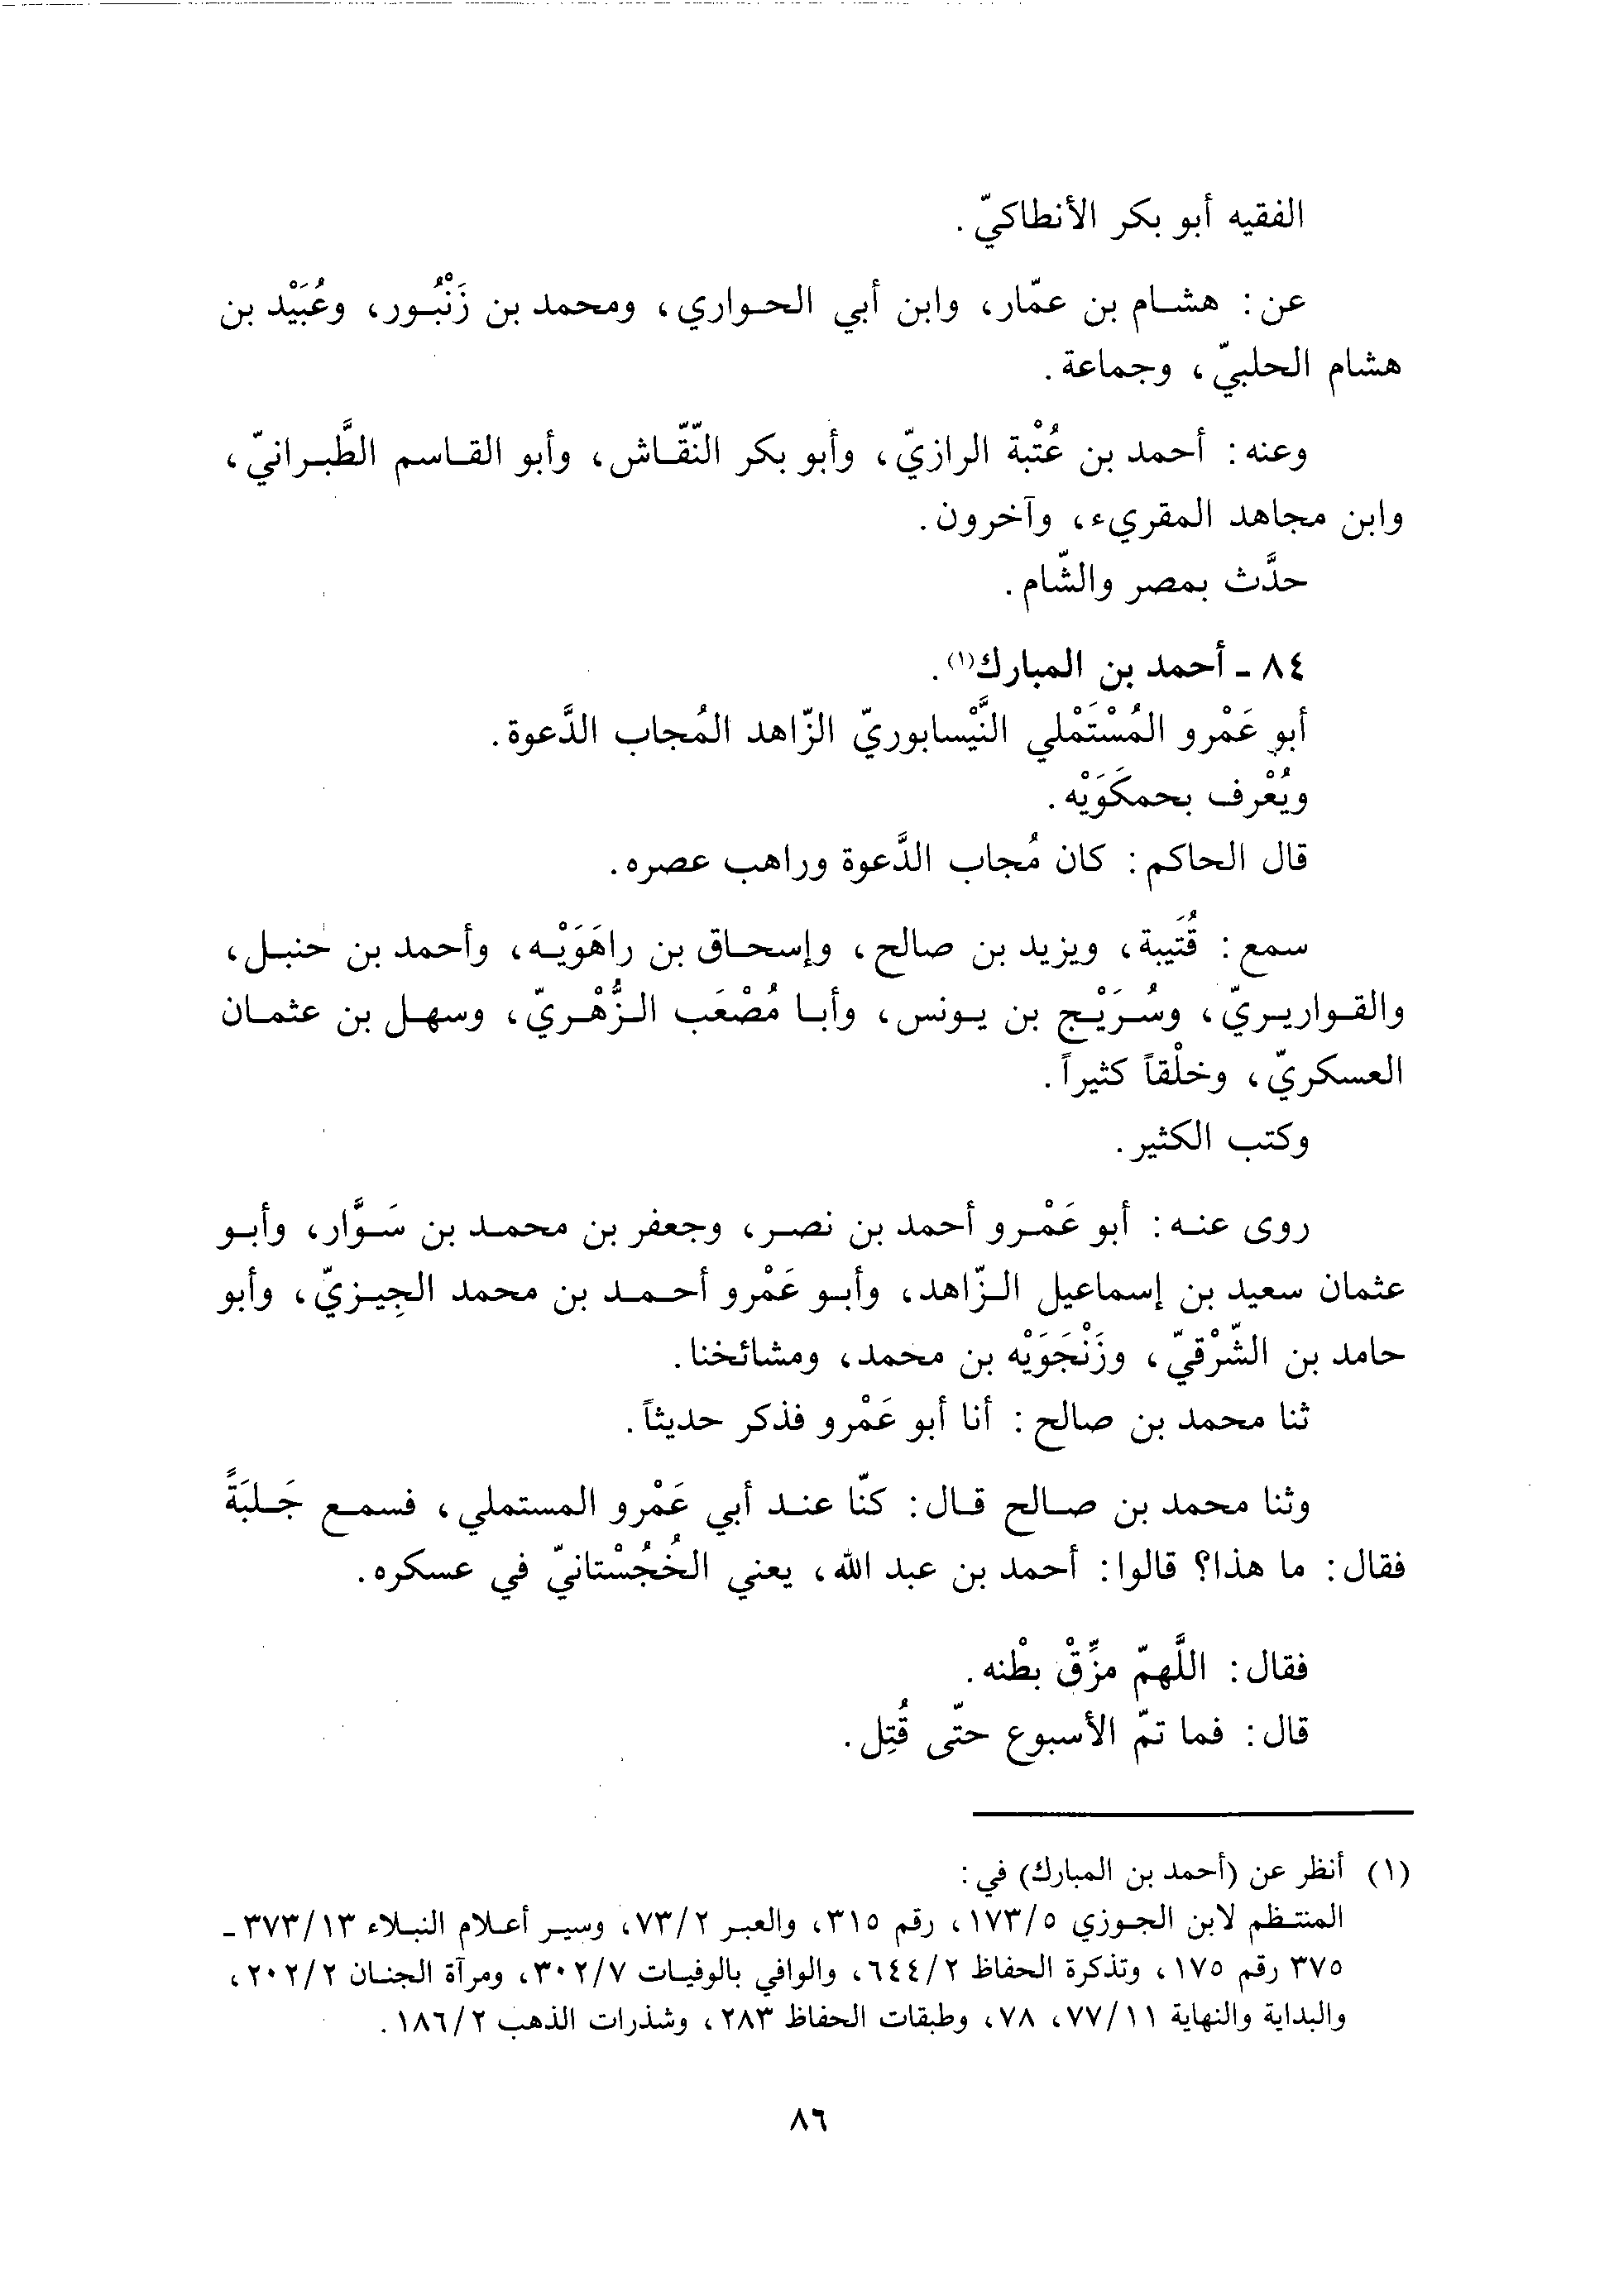 الفقيه أبو بكر الأنطاكيّ.
عن: هشام بن عمّار، وابن أبي الحواري، ومحمد بن زَنْبُور، وعُبَيْد بن
هشام الحلبيّ، وجماعة.
وعنه: أحمد بن عُتْبة الرازيّ، وأبو بكر النّقّاش، وأبو القاسم الطَّبرانيّ،
وابن مجاهد المقريء، وآخرون.
حدَّث بمصر والشّام.
٨٤ - أحمد بن المبارك(١).
أبو عَمْرو المُسْتَمْلي النَّيْسابوريّ الزّاهد المُجاب الدَّعوة.
ويُعْرف بحمكَوَيْه.
قال الحاكم: كان مُجاب الدَّعوة وراهب عصره.
سمع: قُتَيبة، ويزيد بن صالح، وإسحاق بن راهَوَيْه، وأحمد بن حنبل،
والقواريريّ، وسُرَيْج بن يونس، وأبا مُصْعَب الزُّهْريّ، وسهل بن عثمان
العسكريّ، وخلْقاً كثيراً.
وكتب الكثير.
روى عنه: أبو عَمْرو أحمد بن نصر، وجعفر بن محمد بن سَوَّار، وأبو
عثمان سعيد بن إسماعيل الزّاهد، وأبو عَمْرو أحمد بن محمد الجِيزيّ، وأبو
حامد بن الشّرْقيّ، وزَنْجَوَيْه بن محمد، ومشائخنا.
ثنا محمد بن صالح: أنا أبو عَمْرو فذكر حديثاً.
وثنا محمد بن صالح قال: كنّا عند أبي عَمْرو المستملي، فسمع جَلبَةً
فقال: ما هذا؟ قالوا: أحمد بن عبد الله، يعني الخُجُسْتانيّ في عسكره.
فقال: اللَّهمّ مزِّقْ بطْنه.
قال: فما تمّ الأسبوع حتّى قُتِل.
(١) أنظر عن (أحمد بن المبارك) في:
المنتظم لابن الجوزي ١٧٣/٥، رقم ٣١٥، والعبر ٧٣/٢، وسير أعلام النبلاء ٣٧٣/١٣ -
٣٧٥ رقم ١٧٥، وتذكرة الحفاظ ٦٤٤/٢، والوافي بالوفيات ٣٠٢/٧، ومرآة الجنان ٢٠٢/٢،
والبداية والنهاية ٧٧/١١، ٧٨، وطبقات الحفاظ ٢٨٣، وشذرات الذهب ١٨٦/٢.
٨٦